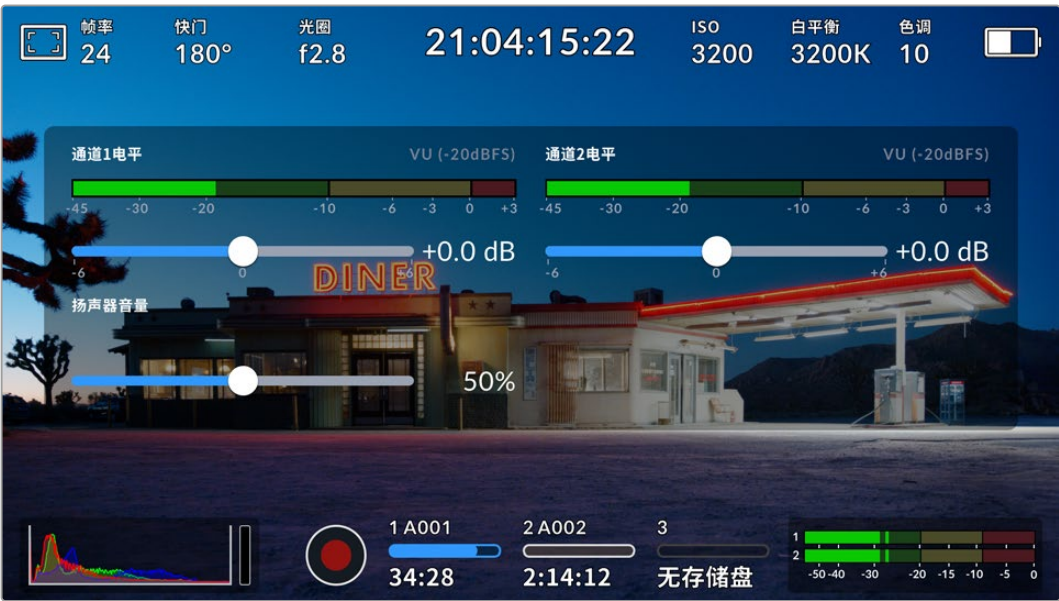 帧率 快门 光圈 21:04:15:22 ISO 白平衡 色调
24 180° f2.8 3200 3200K 10
通道1电平 VU (-20dBFS) 通道2电平 VU (-20dBFS)
-45 -30 -20 -10 -6 -3 0 +3 -45 -30 -20 -10 -6 -3 0 +3
+0.0 dB +0.0 dB
-6 0 +6 -6 0 +6
DINER
扬声器音量
50%
1 A001 2 A002 3
34:28 2:14:12 无存储盘
1
2
-50 -40 -30 -20 -15 -10 -5 0